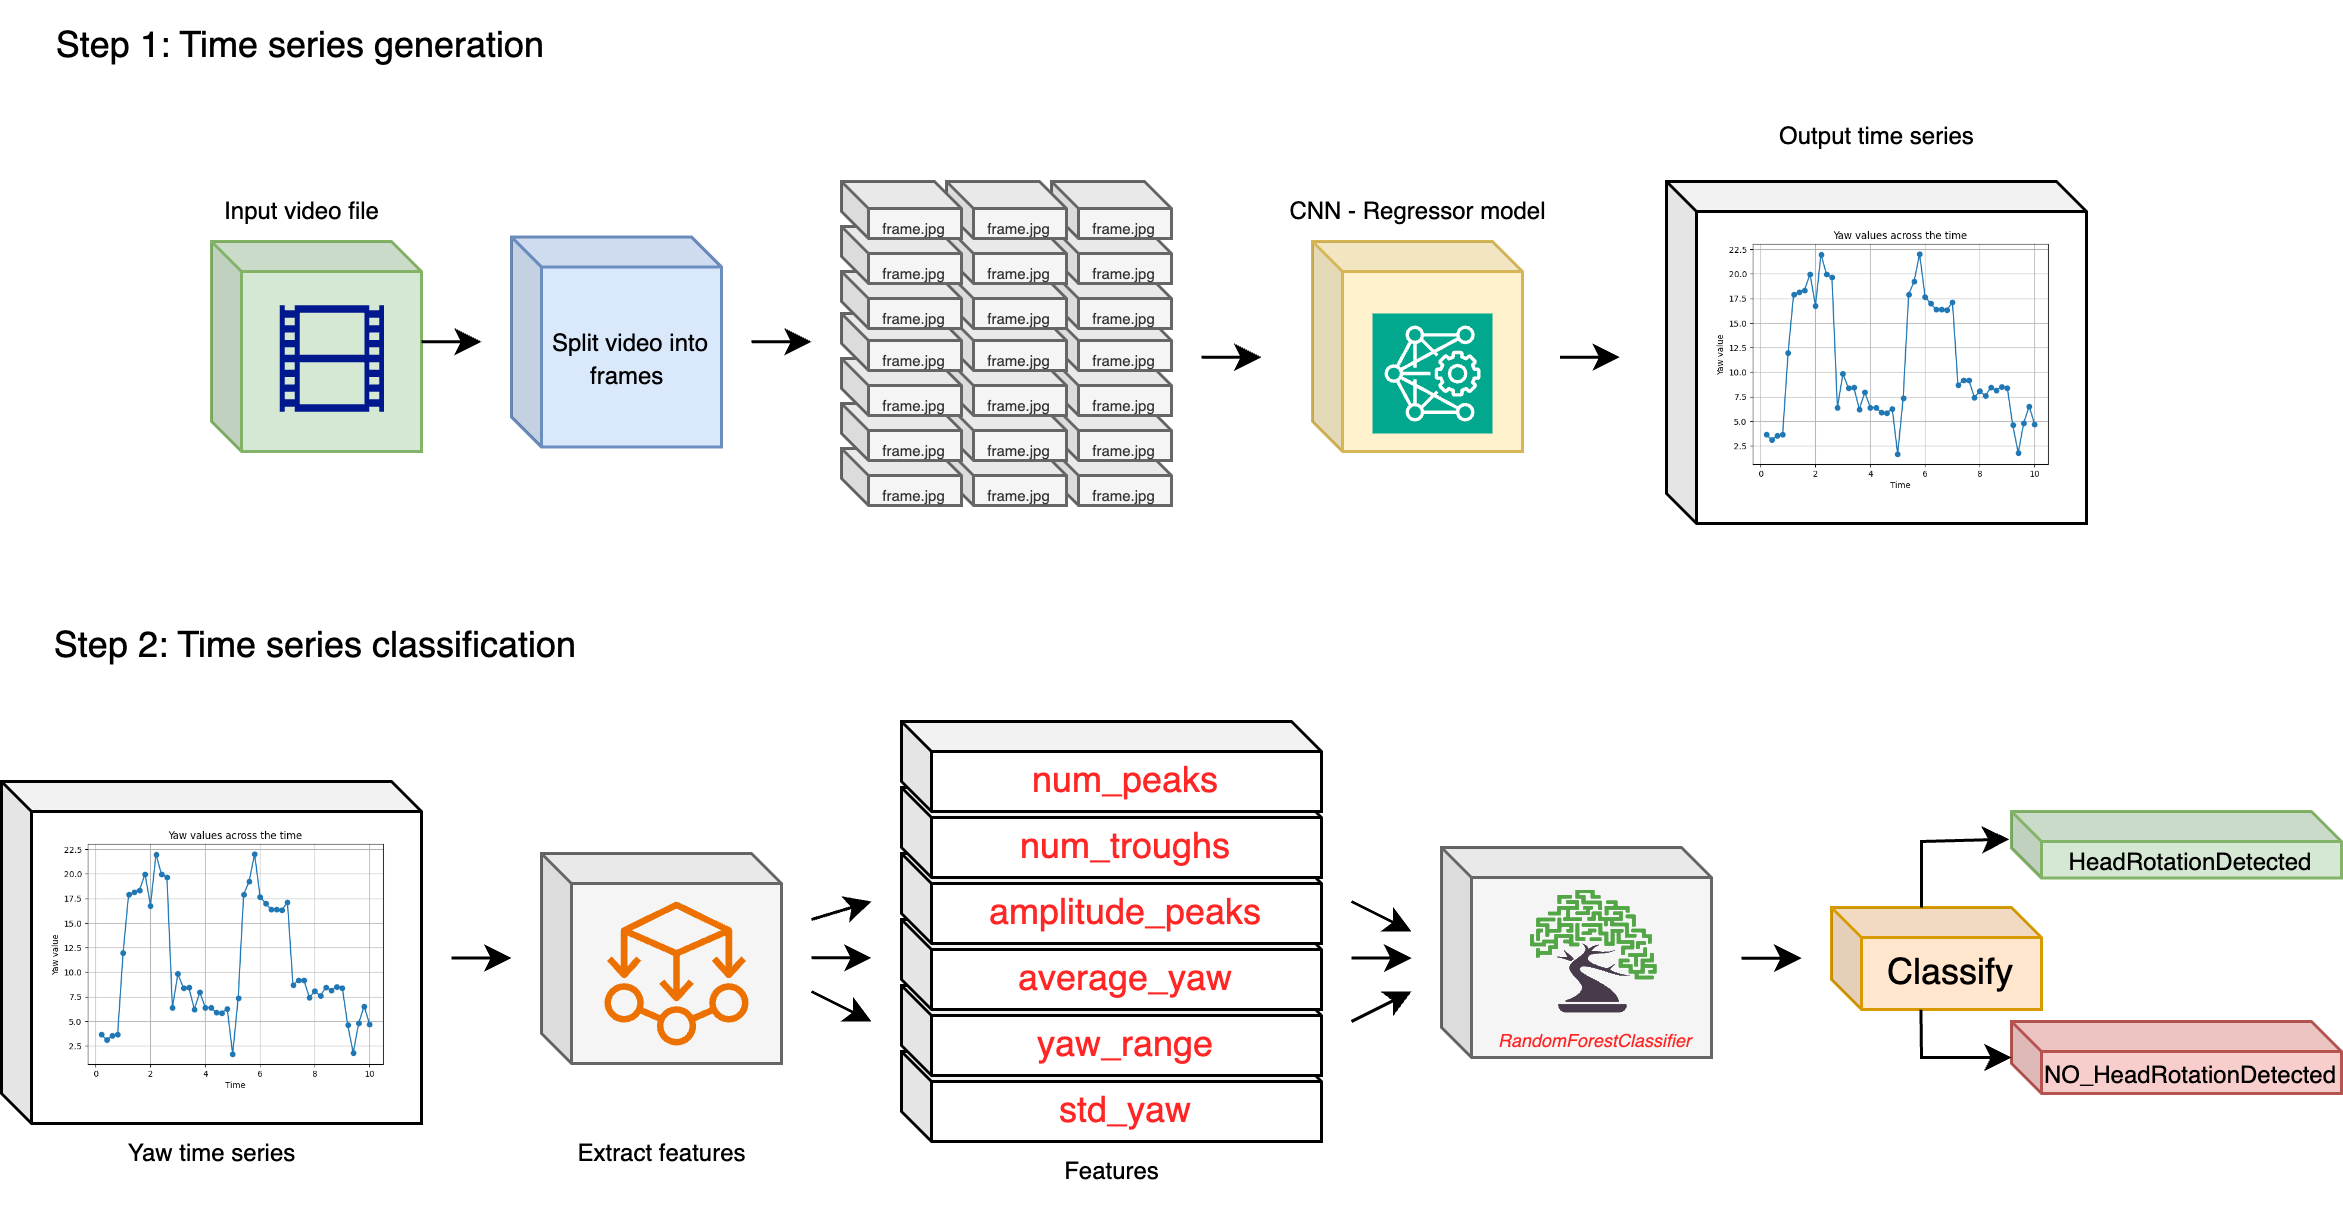 Step 1: Time series generation
Input video file
Split video into
frames
frame.jpg frame.jpg frame.jpg
frame.jpg frame.jpg frame.jpg
frame.jpg frame.jpg frame.jpg
frame.jpg frame.jpg frame.jpg
frame.jpg frame.jpg frame.jpg
frame.jpg frame.jpg frame.jpg
frame.jpg frame.jpg frame.jpg
CNN - Regressor model
Output time series
Yaw values across the time
Yaw value
22.5
20.0
17.5
15.0
12.5
10.0
7.5
5.0
2.5
0 2 4 6 8 10
Time
Step 2: Time series classification
Yaw values across the time
Yaw value
22.5
20.0
17.5
15.0
12.5
10.0
7.5
5.0
2.5
0 2 4 6 8 10
Time
Yaw time series
Extract features
num_peaks
num_troughs
amplitude_peaks
average_yaw
yaw_range
std_yaw
Features
RandomForestClassifier
Classify
HeadRotationDetected
NO_HeadRotationDetected